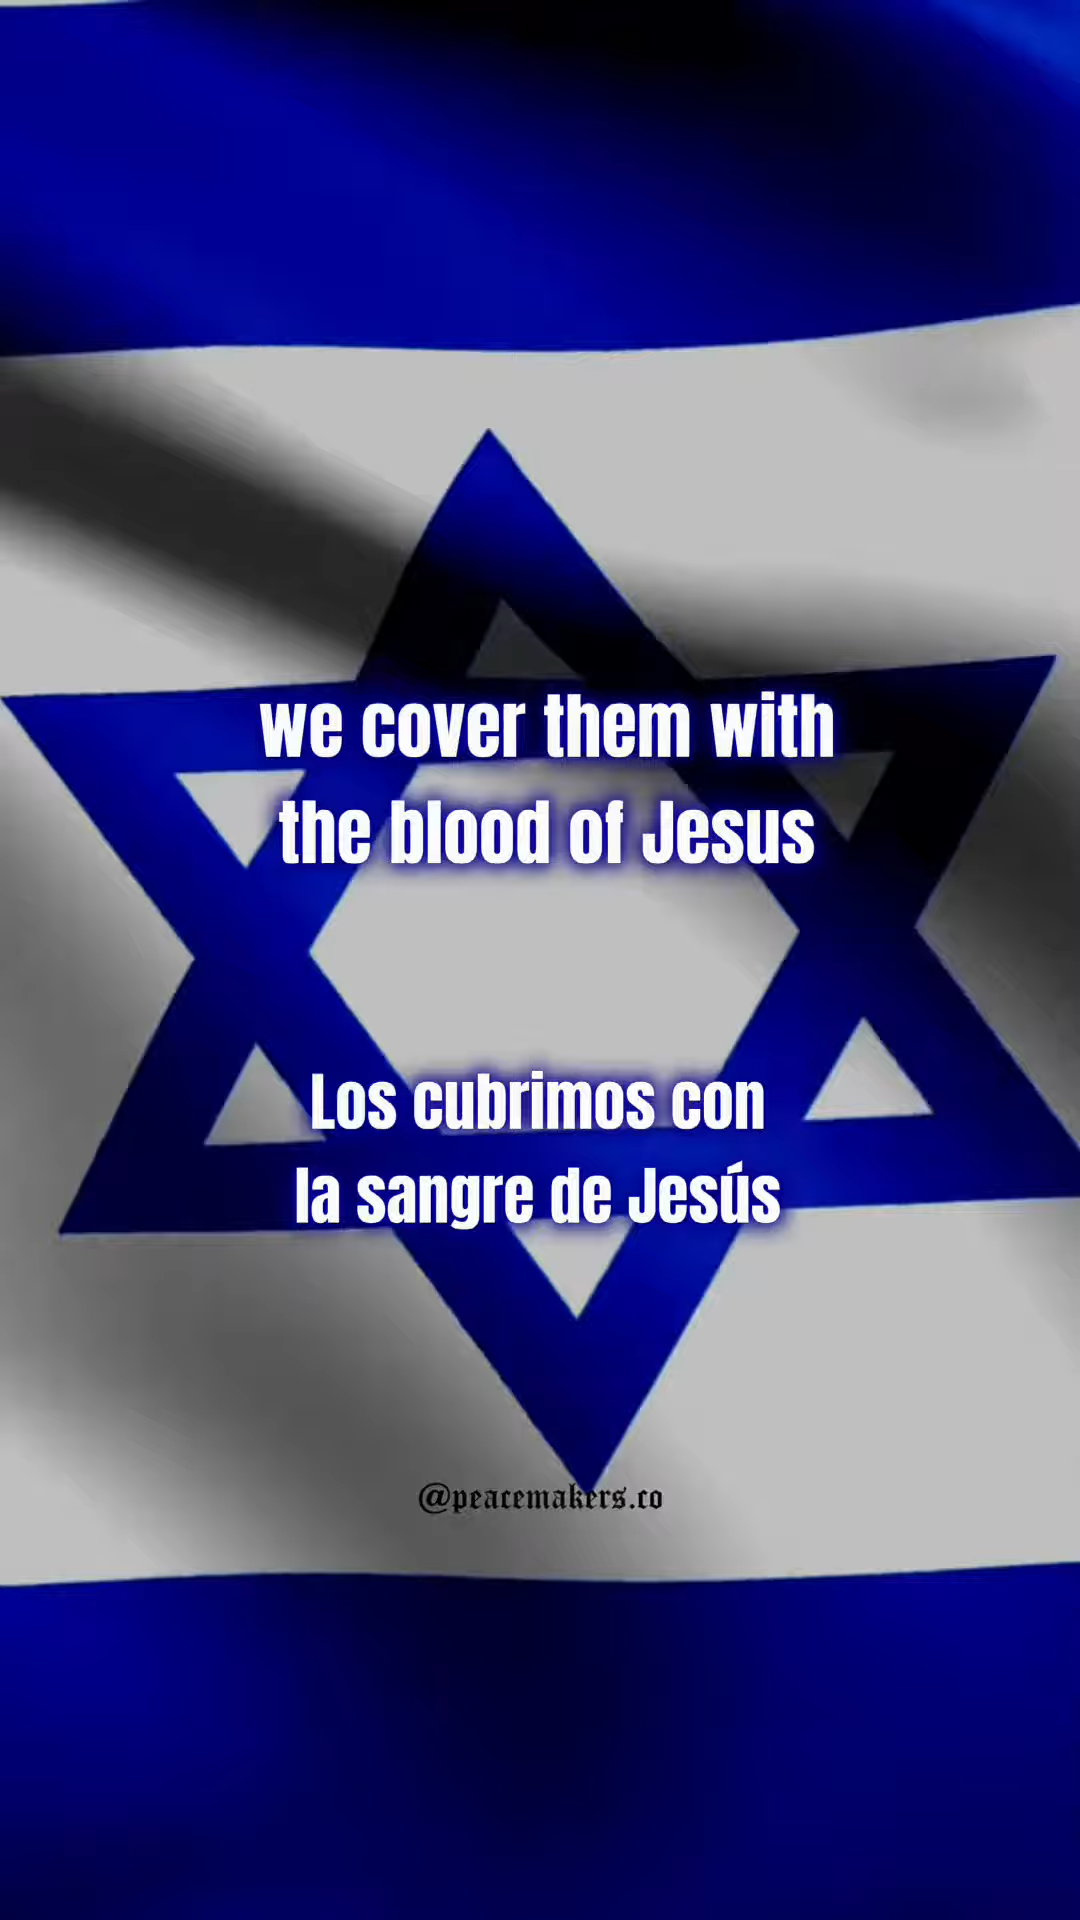 we cover them with
the blood of Jesus
Los cubrimos con
la sangre de Jesús
@peacemakers.co